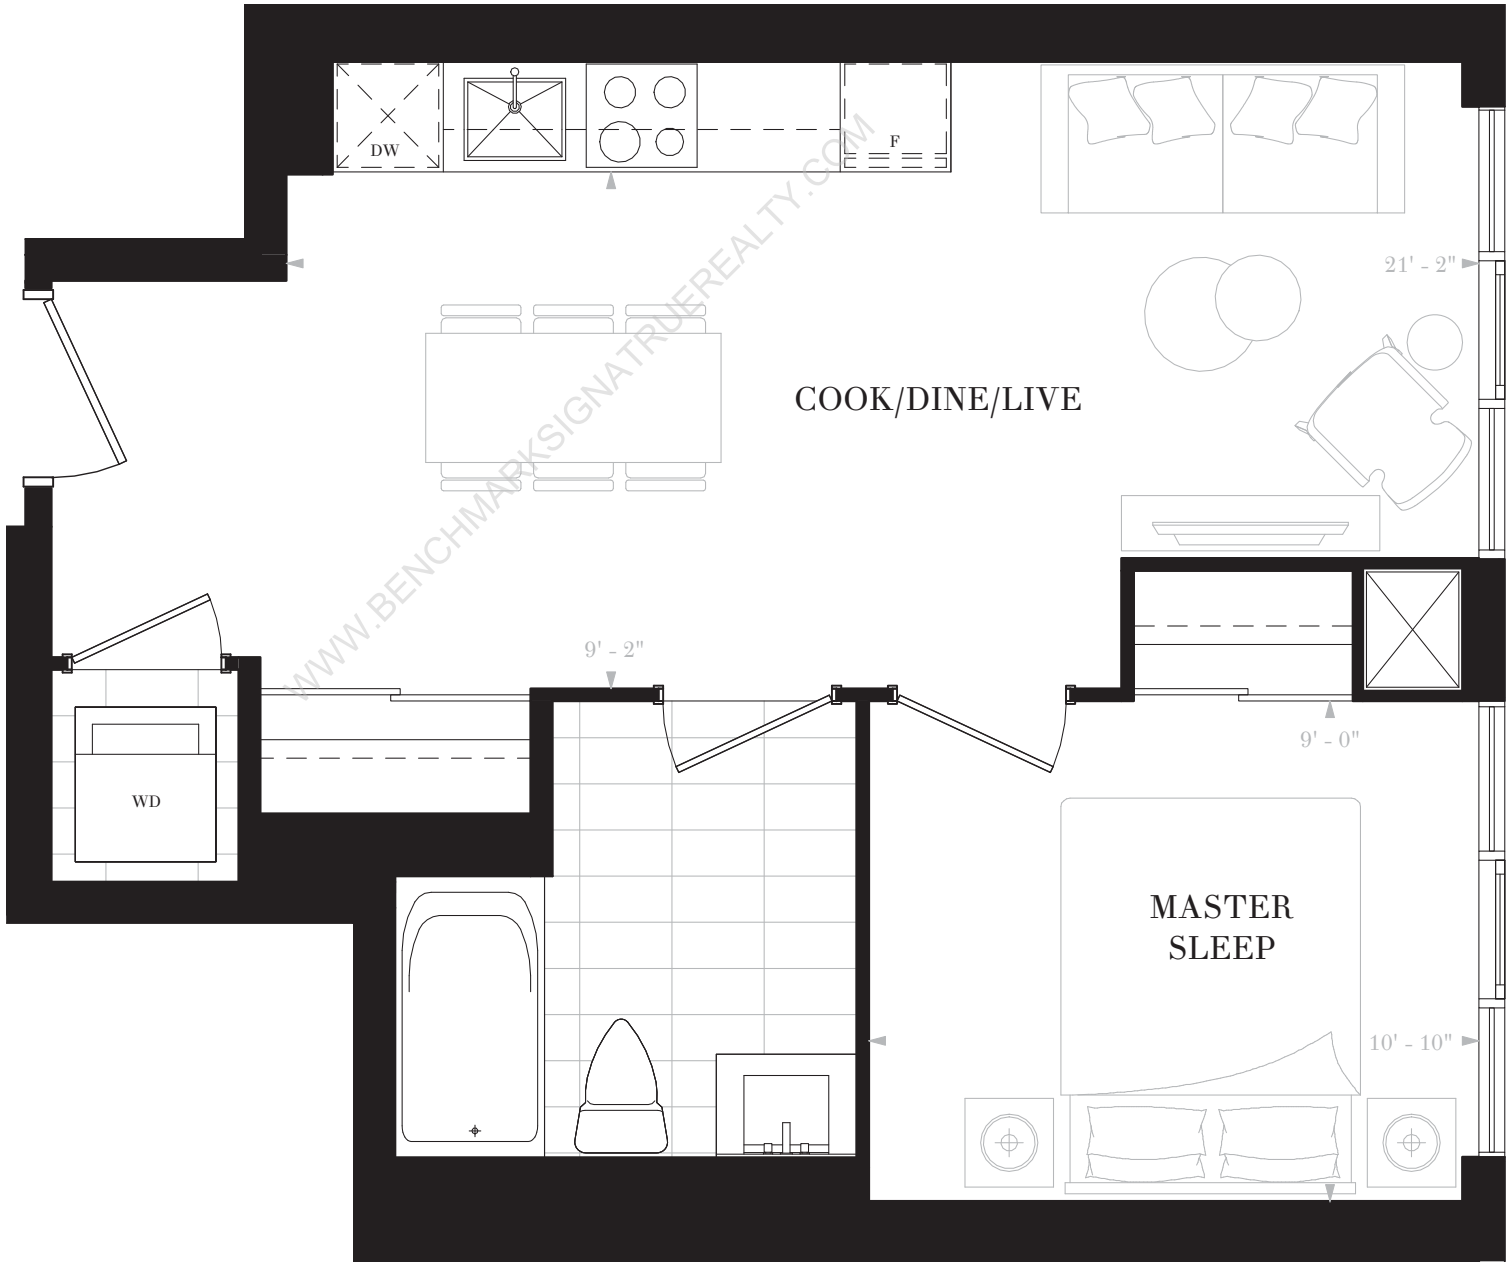 DW
F
21' - 2"
COOK/DINE/LIVE
WWW.BENCHMARKSIGNATRUEREALTY.COM
9' - 2"
9' - 0"
WD
MASTER
SLEEP
10' - 10"